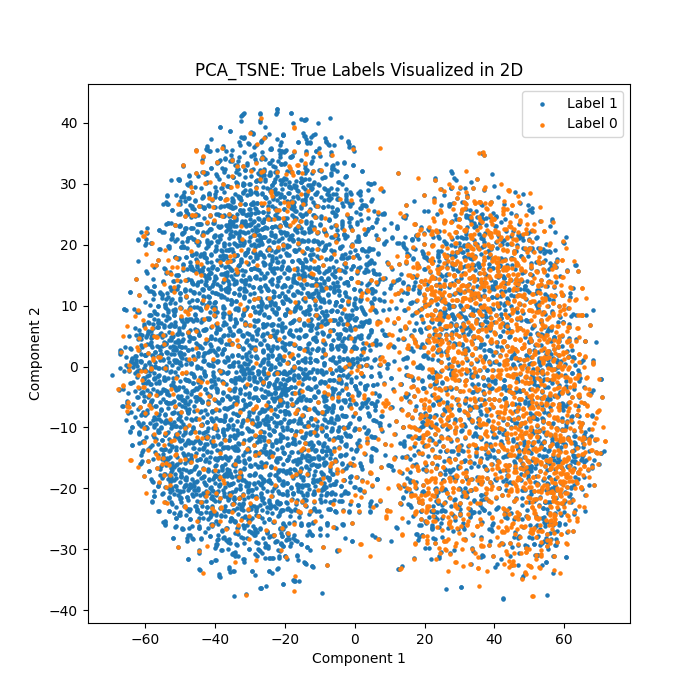 PCA_TSNE: True Labels Visualized in 2D
Label 1
Label 0
40
30
20
10
0
−10
−20
−30
−40
Component 2
−60 −40 −20 0 20 40 60
Component 1